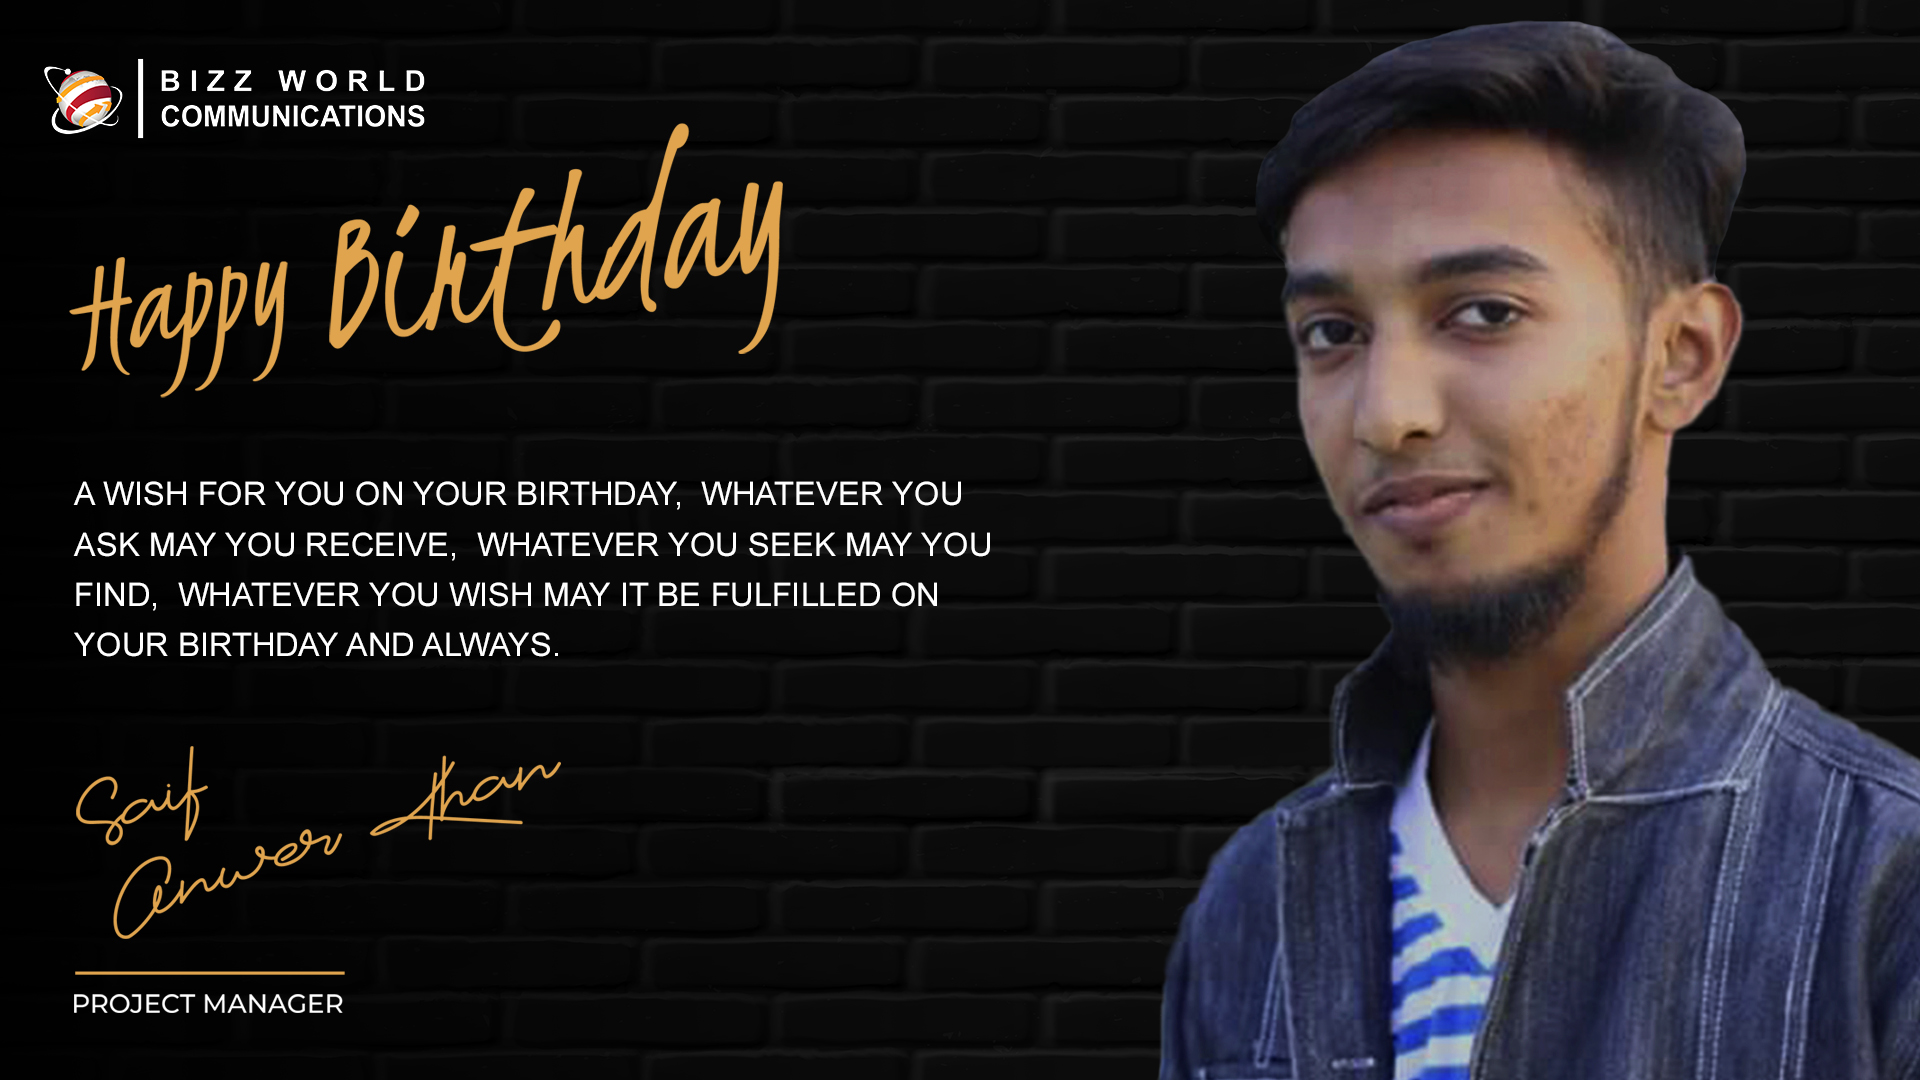 BIZZ WORLD
COMMUNICATIONS
Happy Birthday
A WISH FOR YOU ON YOUR BIRTHDAY, WHATEVER YOU
ASK MAY YOU RECEIVE, WHATEVER YOU SEEK MAY YOU
FIND, WHATEVER YOU WISH MAY IT BE FULFILLED ON
YOUR BIRTHDAY AND ALWAYS.
Saif
Anwer Khan
PROJECT MANAGER